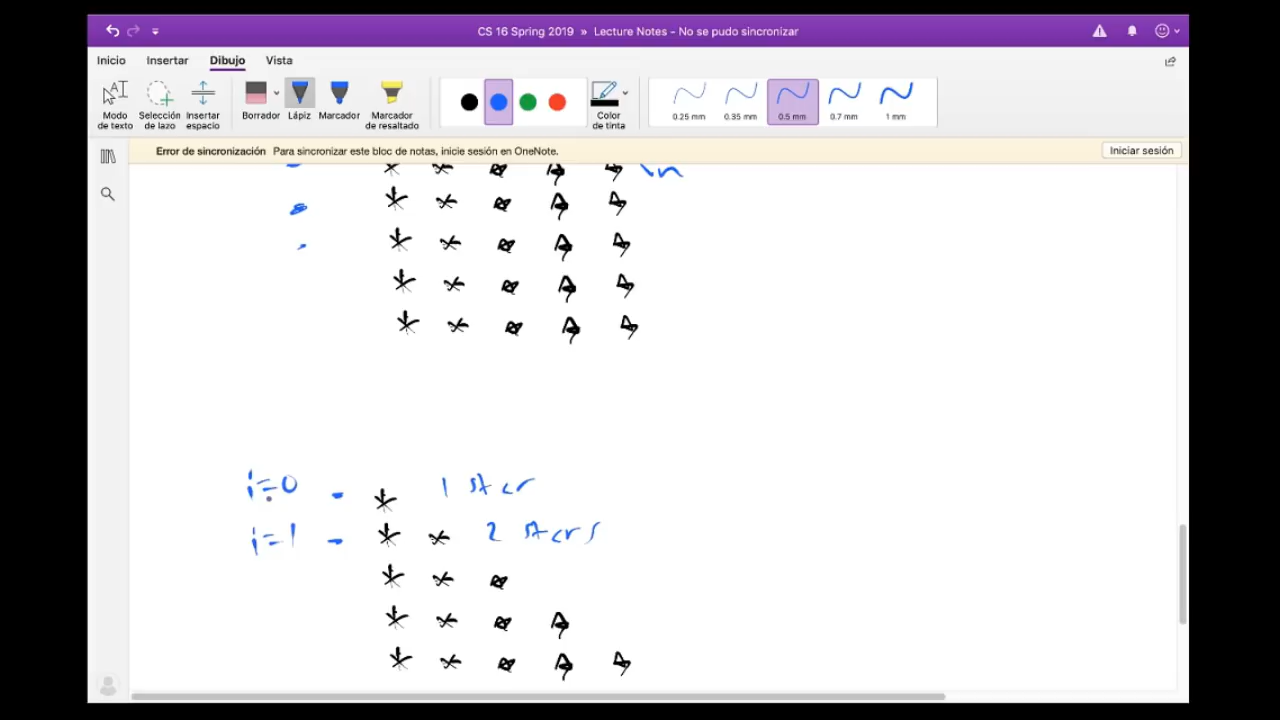 CS 16 Spring 2019 » Lecture Notes - No se pudo sincronizar
Inicio Insertar Dibujo Vista
Modo de texto Selección de lazo Insertar espacio Borrador Lápiz Marcador Marcador de resaltado Color de tinta 0.25 mm 0.35 mm 0.5 mm 0.7 mm 1 mm
Error de sincronización Para sincronizar este bloc de notas, inicie sesión en OneNote. Iniciar sesión
* * * * * \n
* * * * *
* * * * *
* * * * *
* * * * *
i=0 - * 1 star
i=1 - * * 2 stars
* * *
* * * *
* * * * *